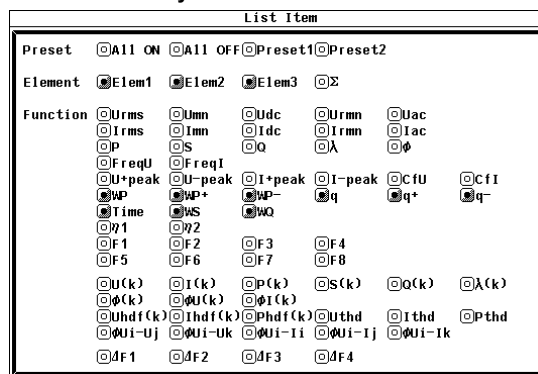 List Item
Preset All ON All OFF Preset1 Preset2
Element Elem1 Elem2 Elem3 Σ
Function Urms Umn Udc Urmn Uac
Irms Imn Idc Irmn Iac
P S Q λ ϕ
FreqU FreqI
U+peak U-peak I+peak I-peak CfU CfI
WP WP+ WP- q q+ q-
Time WS WQ
η1 η2
F1 F2 F3 F4
F5 F6 F7 F8
U(k) I(k) P(k) S(k) Q(k) λ(k)
ϕ(k) ϕU(k) ϕI(k)
Uhdf(k) Ihdf(k) Phdf(k) Uthd Ithd Pthd
ϕUi-Uj ϕUi-Uk ϕUi-Ii ϕUi-Ij ϕUi-Ik
ΔF1 ΔF2 ΔF3 ΔF4